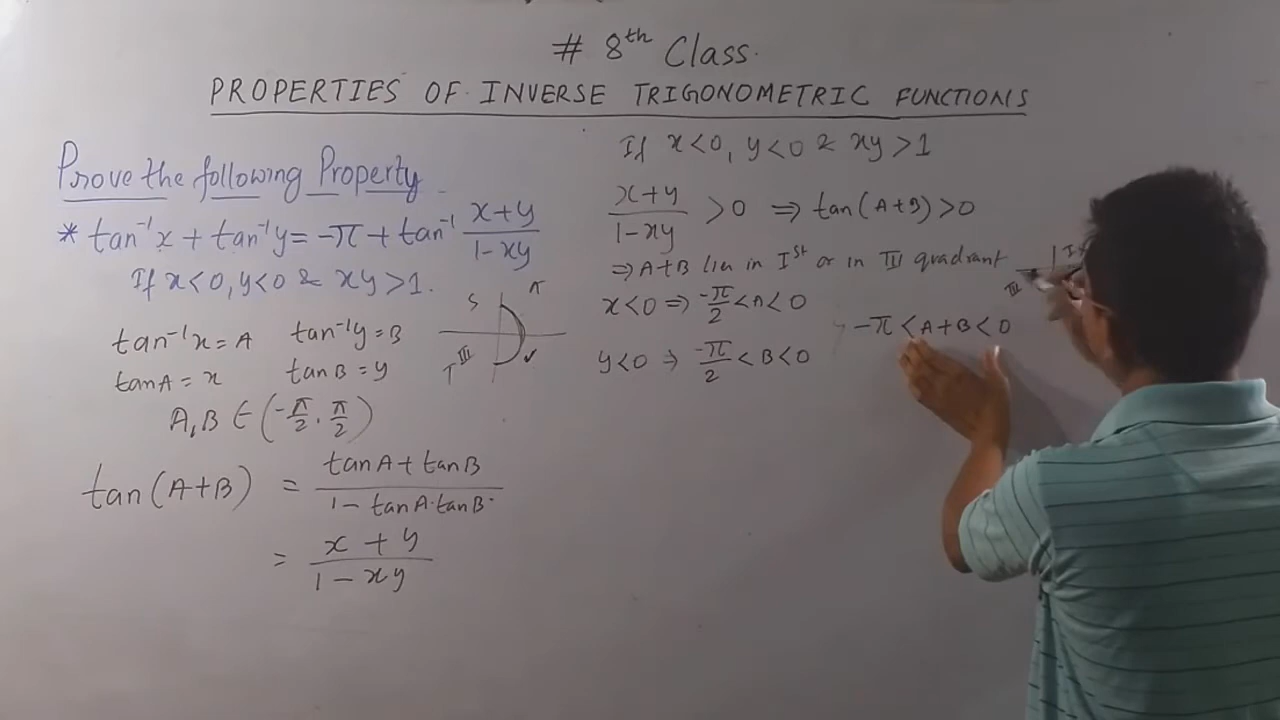 # 8th Class.
PROPERTIES OF INVERSE TRIGONOMETRIC FUNCTIONS
Prove the following Property
* tan⁻¹x + tan⁻¹y = -π + tan⁻¹ (x+y)/(1-xy)
If x<0, y<0 & xy>1.
tan⁻¹x = A tan⁻¹y = B
tanA = x tanB = y
A,B ∈ (-π/2, π/2)
S
T III
tan(A+B) = (tanA + tanB)/(1 - tanA·tanB)
= (x + y)/(1 - xy)
If x<0, y<0 & xy>1
(x+y)/(1-xy) >0 ⇒ tan(A+B)>0
⇒ A+B lies in Ist or in III quadrant
III
x<0 ⇒ -π/2 < A < 0
y<0 ⇒ -π/2 < B < 0
-π < A+B < 0